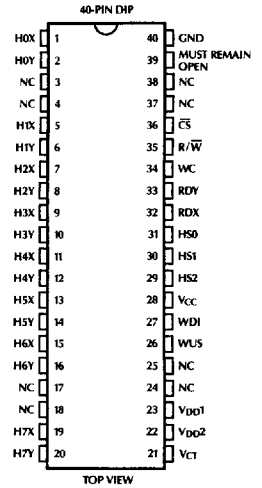 40-PIN DIP
H0X 1 40 GND
H0Y 2 39 MUST REMAIN OPEN
NC 3 38 NC
NC 4 37 NC
H1X 5 36 C̅S̅
H1Y 6 35 R/W̅
H2X 7 34 WC
H2Y 8 33 RDY
H3X 9 32 RDX
H3Y 10 31 HS0
H4X 11 30 HS1
H4Y 12 29 HS2
H5X 13 28 VCC
H5Y 14 27 WDI
H6X 15 26 WUS
H6Y 16 25 NC
NC 17 24 NC
NC 18 23 VDD1
H7X 19 22 VDD2
H7Y 20 21 VCT
TOP VIEW